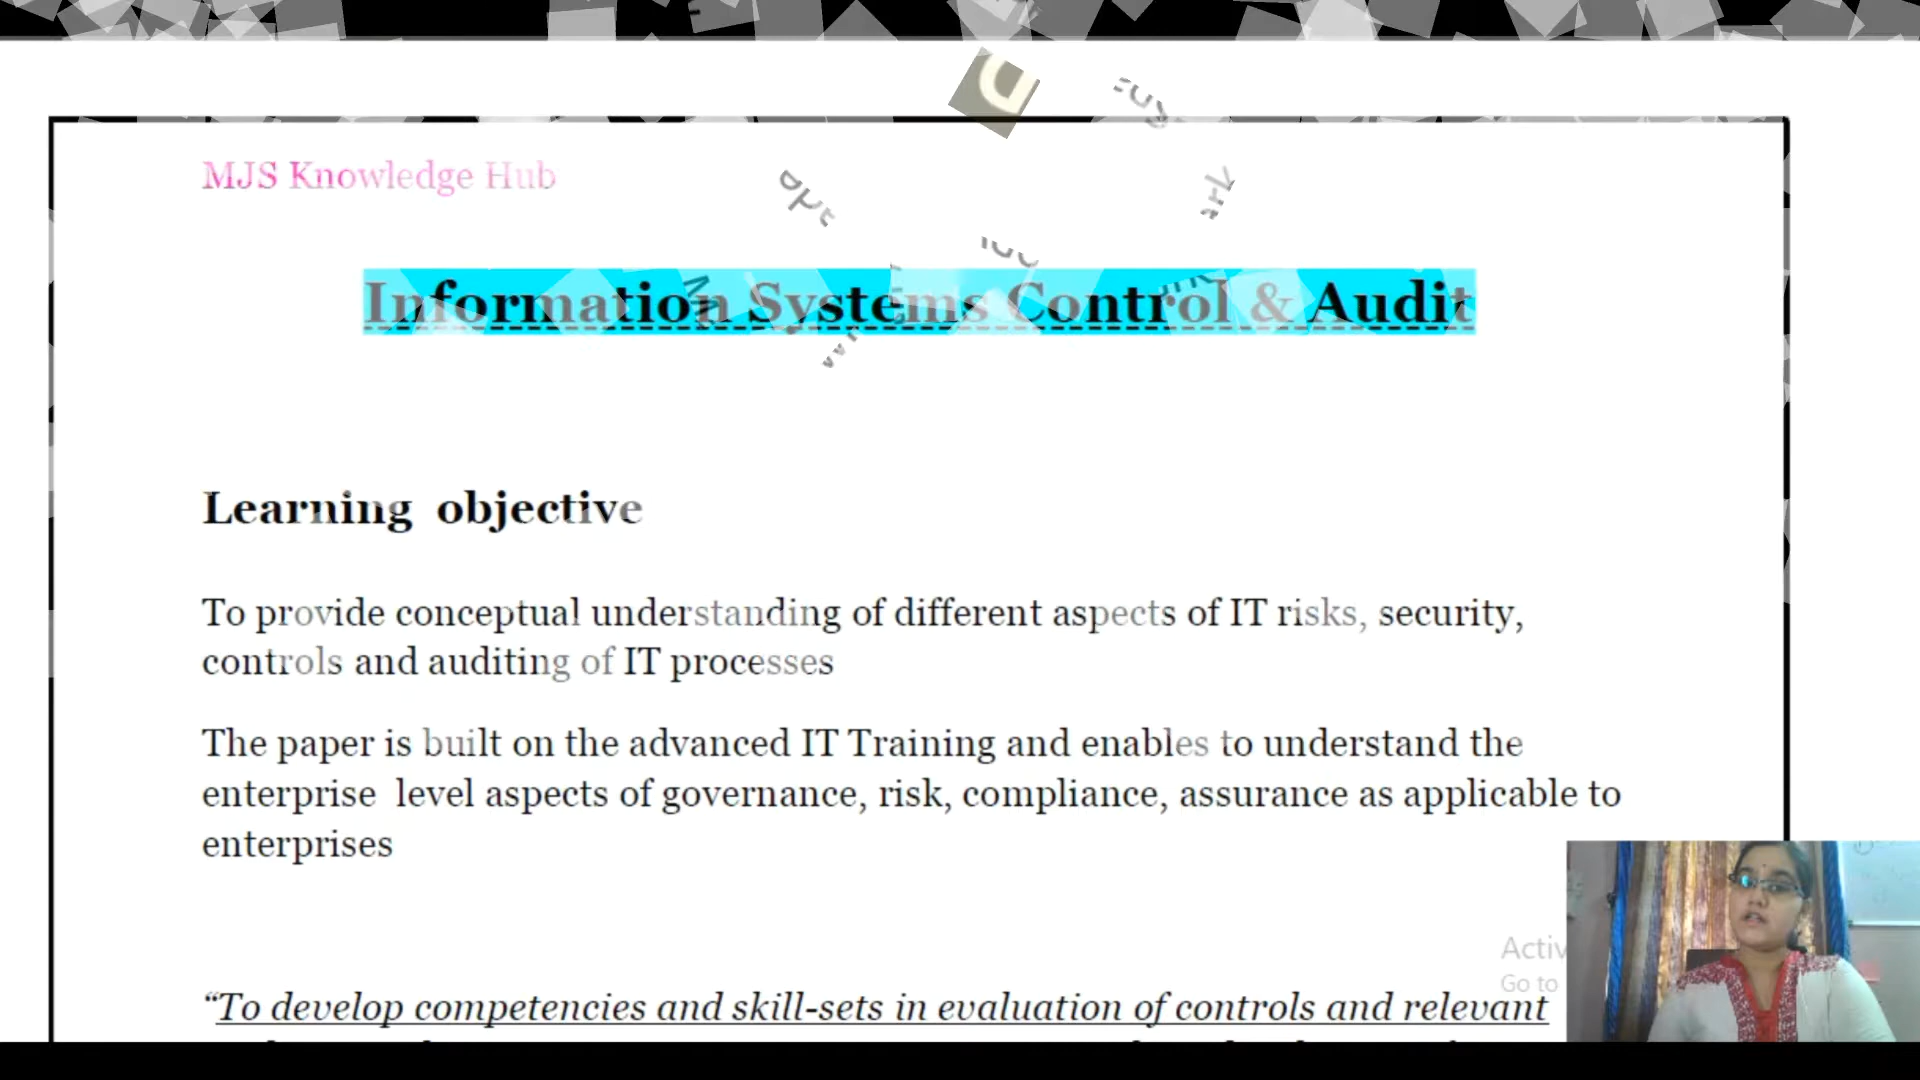 MJS Knowledge Hub
Information Systems Control & Audit
Learning objective
To provide conceptual understanding of different aspects of IT risks, security,
controls and auditing of IT processes
The paper is built on the advanced IT Training and enables to understand the
enterprise level aspects of governance, risk, compliance, assurance as applicable to
enterprises
“To develop competencies and skill-sets in evaluation of controls and relevant
Go to